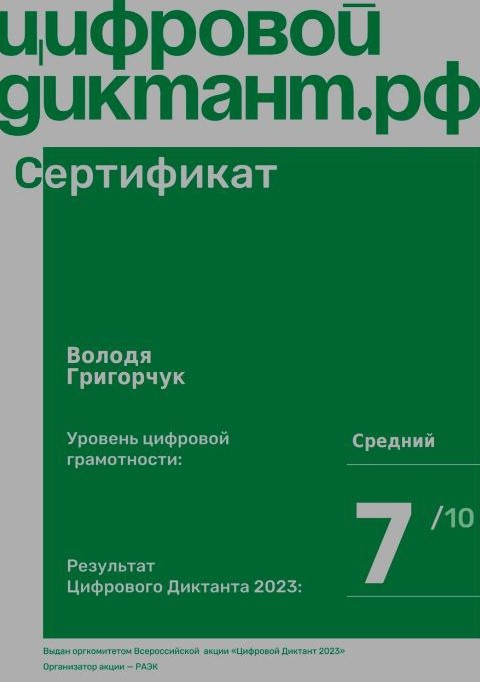 цифровой
диктант.рф
Сертификат
Володя
Григорчук
Уровень цифровой
грамотности:
Средний
7 /10
Результат
Цифрового Диктанта 2023:
Выдан оргкомитетом Всероссийской акции «Цифровой Диктант 2023»
Организатор акции — РАЭК